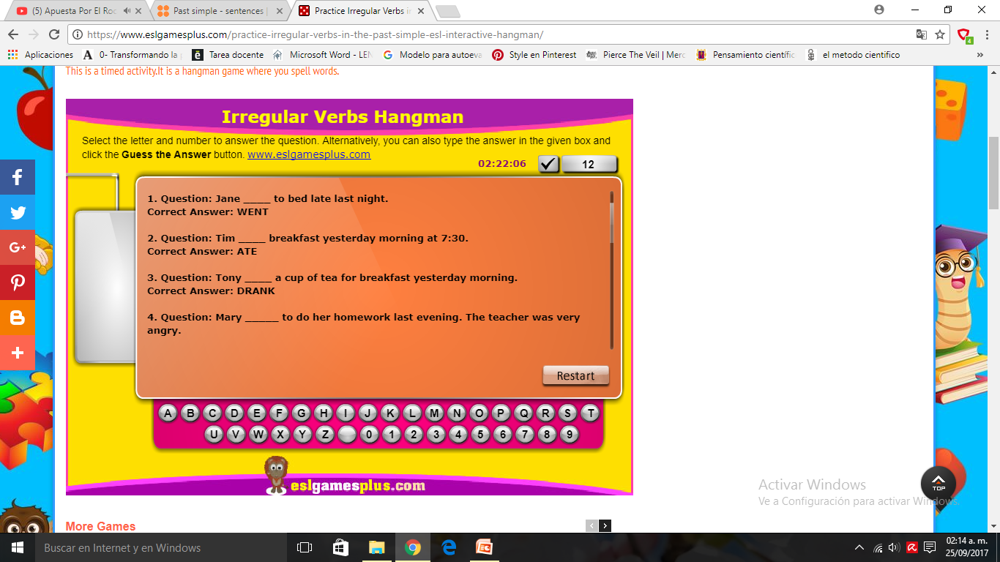 (5) Apuesta Por El Roc
Past simple - sentences |
Practice Irregular Verbs in
https://www.eslgamesplus.com/practice-irregular-verbs-in-the-past-simple-esl-interactive-hangman/
Aplicaciones
0- Transformando la
Tarea docente
Microsoft Word - LEN
Modelo para autoeva
Style en Pinterest
Pierce The Veil | Merc
Pensamiento científic
el metodo cientifico
»
4
This is a timed activity.It is a hangman game where you spell words.
Irregular Verbs Hangman
Select the letter and number to answer the question. Alternatively, you can also type the answer in the given box and
click the Guess the Answer button. www.eslgamesplus.com
02:22:06
12
1. Question: Jane ____ to bed late last night.
Correct Answer: WENT
2. Question: Tim ____ breakfast yesterday morning at 7:30.
Correct Answer: ATE
3. Question: Tony ____ a cup of tea for breakfast yesterday morning.
Correct Answer: DRANK
4. Question: Mary _____ to do her homework last evening. The teacher was very
angry.
Restart
A B C D E F G H I J K L M N O P Q R S T
U V W X Y Z 0 1 2 3 4 5 6 7 8 9
eslgamesplus.com
G+
TOP
Activar Windows
Ve a Configuración para activar Windows.
More Games
Buscar en Internet y en Windows
02:14 a. m.
25/09/2017